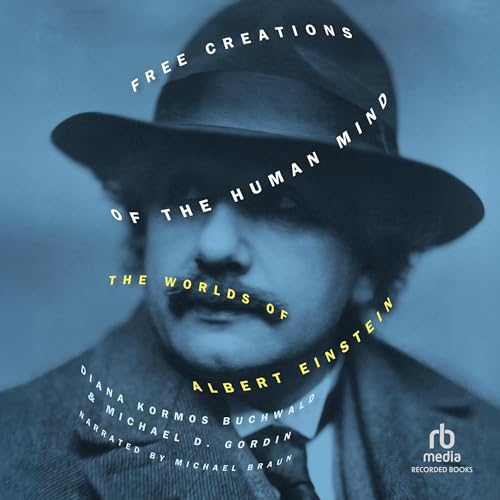 FREE CREATIONS
OF THE HUMAN MIND
THE WORLDS OF
ALBERT EINSTEIN
DIANA KORMOS BUCHWALD
& MICHAEL D. GORDIN
NARRATED BY MICHAEL BRAUN
rb
media
RECORDED BOOKS